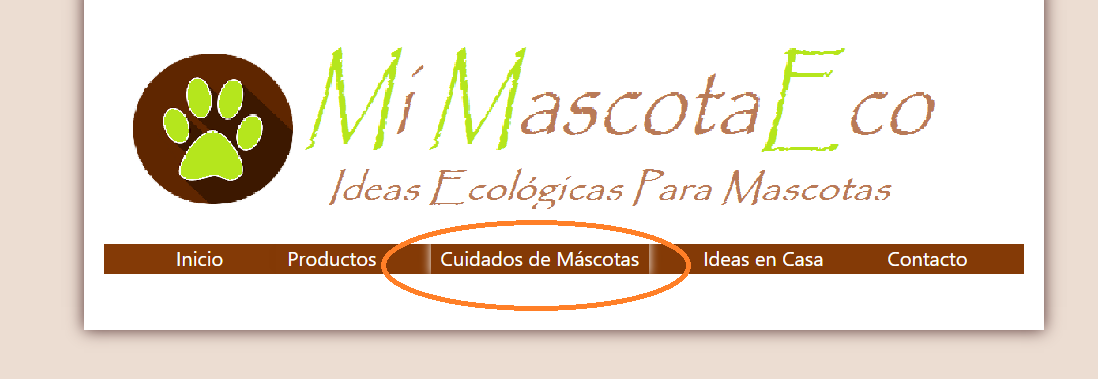 Mi MascotaEco
Ideas Ecológicas Para Mascotas
Inicio Productos Cuidados de Máscotas Ideas en Casa Contacto